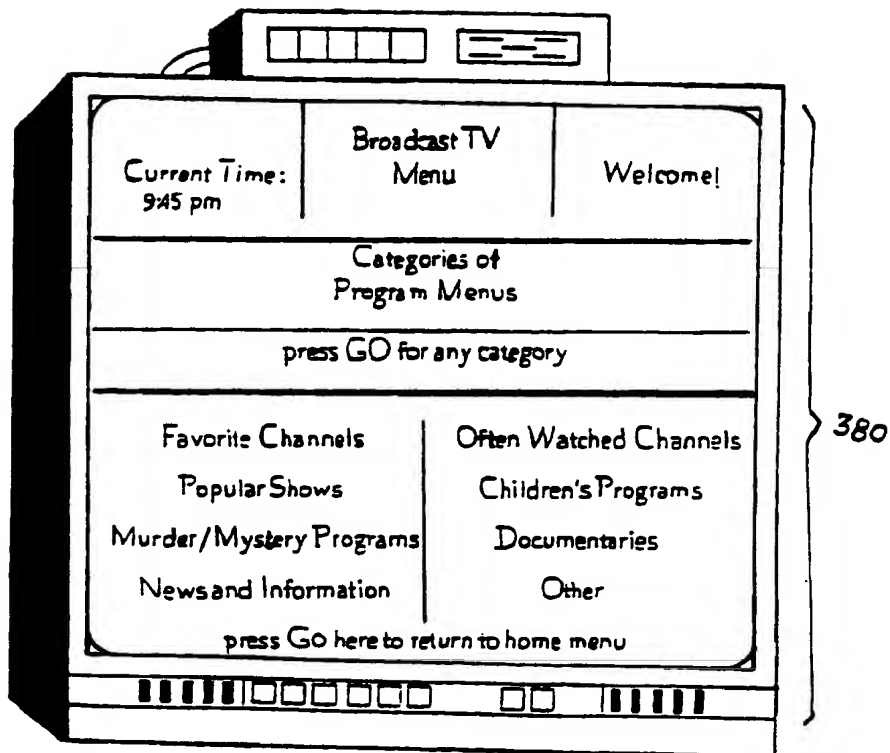 Broadcast TV
Menu
Current Time:
9:45 pm
Welcome!
Categories of
Program Menus
press GO for any category
Favorite Channels
Often Watched Channels
Popular Shows
Children's Programs
Murder/Mystery Programs
Documentaries
News and Information
Other
press GO here to return to home menu
380